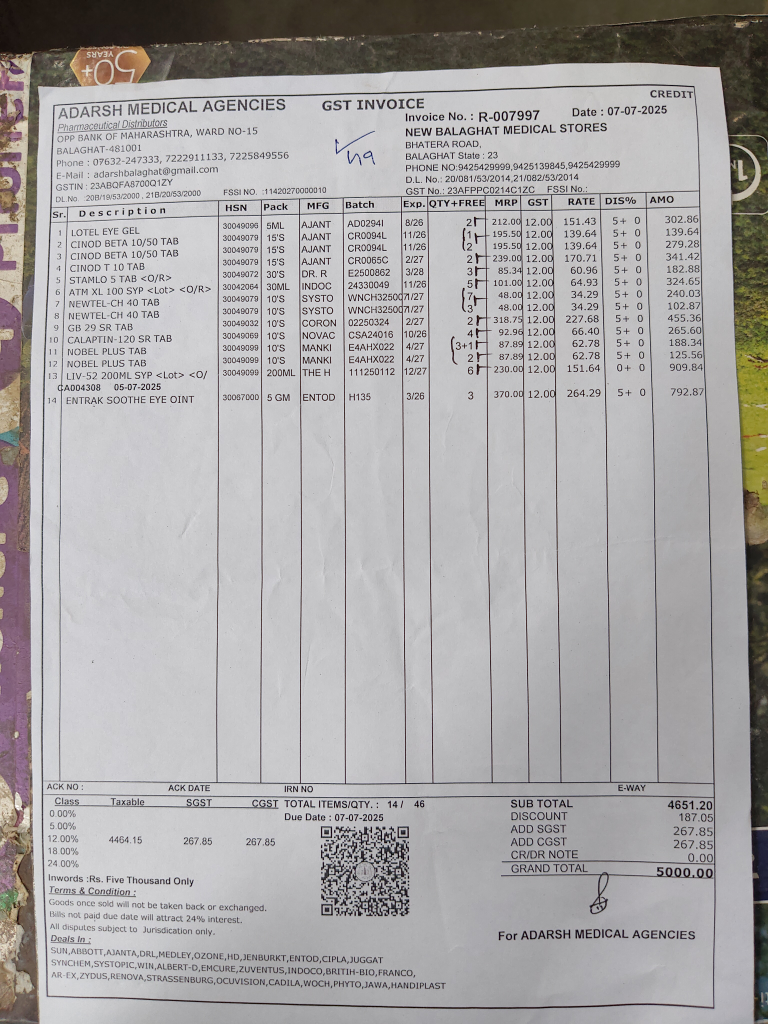 50+
YEARS
CREDIT
ADARSH MEDICAL AGENCIES GST INVOICE
Pharmaceutical Distributors
OPP BANK OF MAHARASHTRA, WARD NO-15
BALAGHAT-481001
Phone : 07632-247333, 7222911133, 7225849556
E-Mail : adarshbalaghat@gmail.com
GSTIN : 23ABQFA8700Q1ZY
DL No. 20B/19/53/2000 , 21B/20/53/2000 FSSI NO. :11420270000010
Invoice No. : R-007997 Date : 07-07-2025
NEW BALAGHAT MEDICAL STORES
BHATERA ROAD,
BALAGHAT State : 23
PHONE NO:9425429999,9425139845,9425429999
D.L. No.: 20/081/53/2014,21/082/53/2014
GST No.: 23AFPPC0214C1ZC FSSI No.:
Sr. Description HSN Pack MFG Batch Exp. QTY+FREE MRP GST RATE DIS% AMO
1 LOTEL EYE GEL 30049096 5ML AJANT AD0294I 8/26 2 212.00 12.00 151.43 5+ 0 302.86
2 CINOD BETA 10/50 TAB 30049079 15'S AJANT CR0094L 11/26 1 195.50 12.00 139.64 5+ 0 139.64
3 CINOD BETA 10/50 TAB 30049079 15'S AJANT CR0094L 11/26 2 195.50 12.00 139.64 5+ 0 279.28
4 CINOD T 10 TAB 30049079 15'S AJANT CR0065C 2/27 2 239.00 12.00 170.71 5+ 0 341.42
5 STAMLO 5 TAB <O/R> 30049072 30'S DR. R E2500862 3/28 3 85.34 12.00 60.96 5+ 0 182.88
6 ATM XL 100 SYP <Lot> <O/R> 30042064 30ML INDOC 24330049 11/26 5 101.00 12.00 64.93 5+ 0 324.65
7 NEWTEL-CH 40 TAB 30049079 10'S SYSTO WNCH32500 7/27 7 48.00 12.00 34.29 5+ 0 240.03
8 NEWTEL-CH 40 TAB 30049079 10'S SYSTO WNCH32500 7/27 3 48.00 12.00 34.29 5+ 0 102.87
9 GB 29 SR TAB 30049032 10'S CORON 02250324 2/27 2 318.75 12.00 227.68 5+ 0 455.36
10 CALAPTIN-120 SR TAB 30049069 10'S NOVAC CSA24016 10/26 4 92.96 12.00 66.40 5+ 0 265.60
11 NOBEL PLUS TAB 30049099 10'S MANKI E4AHX022 4/27 3+1 87.89 12.00 62.78 5+ 0 188.34
12 NOBEL PLUS TAB 30049099 10'S MANKI E4AHX022 4/27 2 87.89 12.00 62.78 5+ 0 125.56
13 LIV-52 200ML SYP <Lot> <O/ 30049099 200ML THE H 111250112 12/27 6 230.00 12.00 151.64 0+ 0 909.84
CA004308 05-07-2025
14 ENTRAK SOOTHE EYE OINT 30067000 5 GM ENTOD H135 3/26 3 370.00 12.00 264.29 5+ 0 792.87
ACK NO : ACK DATE IRN NO E-WAY
Class Taxable SGST CGST
0.00%
5.00%
12.00% 4464.15 267.85 267.85
18.00%
24.00%
TOTAL ITEMS/QTY. : 14 / 46
Due Date : 07-07-2025
SUB TOTAL 4651.20
DISCOUNT 187.05
ADD SGST 267.85
ADD CGST 267.85
CR/DR NOTE 0.00
GRAND TOTAL 5000.00
Inwords :Rs. Five Thousand Only
Terms & Condition :
Goods once sold will not be taken back or exchanged.
Bills not paid due date will attract 24% interest.
All disputes subject to Jurisdication only.
Deals In :
SUN,ABBOTT,AJANTA,DRL,MEDLEY,OZONE,HD,JENBURKT,ENTOD,CIPLA,JUGGAT
SYNCHEM,SYSTOPIC,WIN,ALBERT-D,EMCURE,ZUVENTUS,INDOCO,BRITIH-BIO,FRANCO,
AR-EX,ZYDUS,RENOVA,STRASSENBURG,OCUVISION,CADILA,WOCH,PHYTO,JAWA,HANDIPLAST
For ADARSH MEDICAL AGENCIES